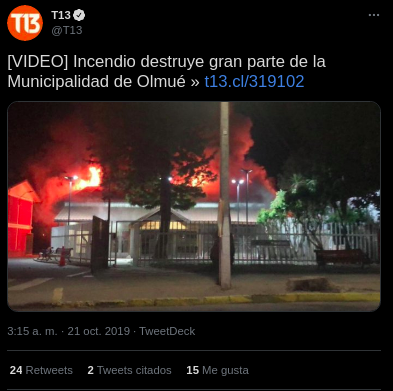 T13
T13
@T13
[VIDEO] Incendio destruye gran parte de la
Municipalidad de Olmué » t13.cl/319102
3:15 a. m. · 21 oct. 2019 · TweetDeck
24 Retweets 2 Tweets citados 15 Me gusta